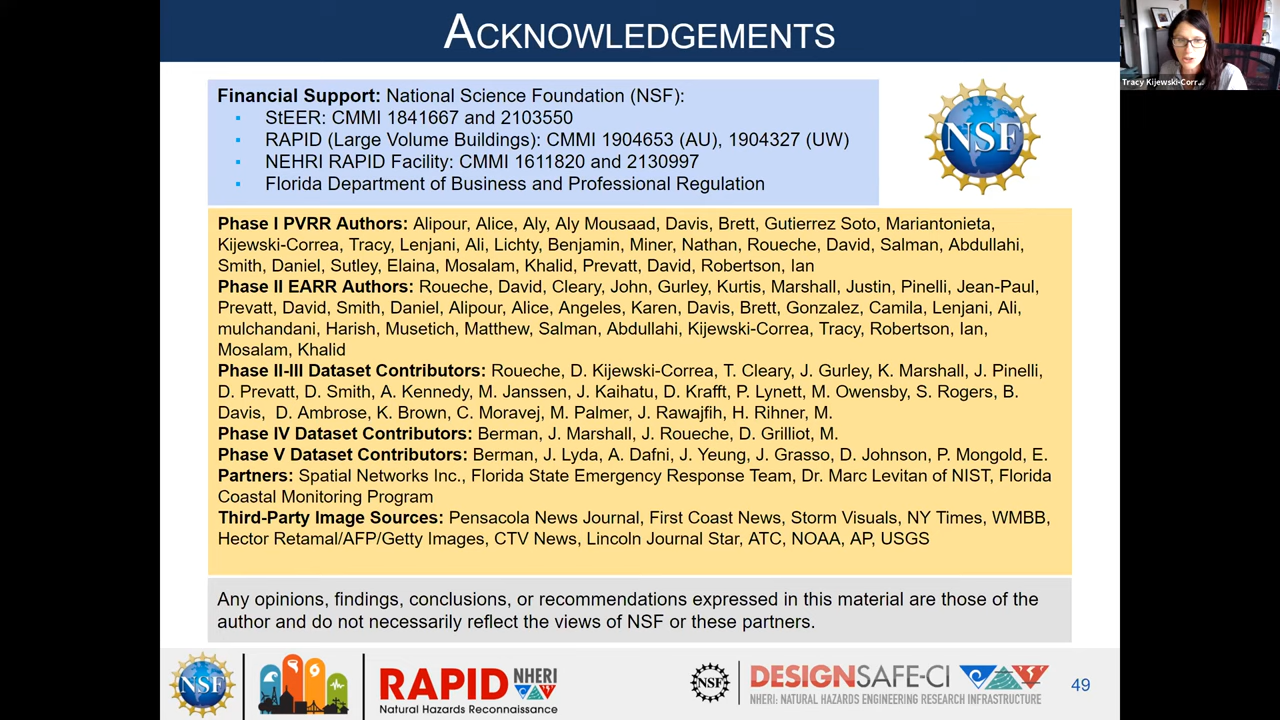 ACKNOWLEDGEMENTS
Tracy Kijewski-Corr...
Financial Support: National Science Foundation (NSF):
▪ StEER: CMMI 1841667 and 2103550
▪ RAPID (Large Volume Buildings): CMMI 1904653 (AU), 1904327 (UW)
▪ NEHRI RAPID Facility: CMMI 1611820 and 2130997
▪ Florida Department of Business and Professional Regulation
NSF
Phase I PVRR Authors: Alipour, Alice, Aly, Aly Mousaad, Davis, Brett, Gutierrez Soto, Mariantonieta,
Kijewski-Correa, Tracy, Lenjani, Ali, Lichty, Benjamin, Miner, Nathan, Roueche, David, Salman, Abdullahi,
Smith, Daniel, Sutley, Elaina, Mosalam, Khalid, Prevatt, David, Robertson, Ian
Phase II EARR Authors: Roueche, David, Cleary, John, Gurley, Kurtis, Marshall, Justin, Pinelli, Jean-Paul,
Prevatt, David, Smith, Daniel, Alipour, Alice, Angeles, Karen, Davis, Brett, Gonzalez, Camila, Lenjani, Ali,
mulchandani, Harish, Musetich, Matthew, Salman, Abdullahi, Kijewski-Correa, Tracy, Robertson, Ian,
Mosalam, Khalid
Phase II-III Dataset Contributors: Roueche, D. Kijewski-Correa, T. Cleary, J. Gurley, K. Marshall, J. Pinelli,
D. Prevatt, D. Smith, A. Kennedy, M. Janssen, J. Kaihatu, D. Krafft, P. Lynett, M. Owensby, S. Rogers, B.
Davis, D. Ambrose, K. Brown, C. Moravej, M. Palmer, J. Rawajfih, H. Rihner, M.
Phase IV Dataset Contributors: Berman, J. Marshall, J. Roueche, D. Grilliot, M.
Phase V Dataset Contributors: Berman, J. Lyda, A. Dafni, J. Yeung, J. Grasso, D. Johnson, P. Mongold, E.
Partners: Spatial Networks Inc., Florida State Emergency Response Team, Dr. Marc Levitan of NIST, Florida
Coastal Monitoring Program
Third-Party Image Sources: Pensacola News Journal, First Coast News, Storm Visuals, NY Times, WMBB,
Hector Retamal/AFP/Getty Images, CTV News, Lincoln Journal Star, ATC, NOAA, AP, USGS
Any opinions, findings, conclusions, or recommendations expressed in this material are those of the
author and do not necessarily reflect the views of NSF or these partners.
NSF
RAPID NHERI
Natural Hazards Reconnaissance
NSF
DESIGNSAFE-CI
NHERI: NATURAL HAZARDS ENGINEERING RESEARCH INFRASTRUCTURE
49